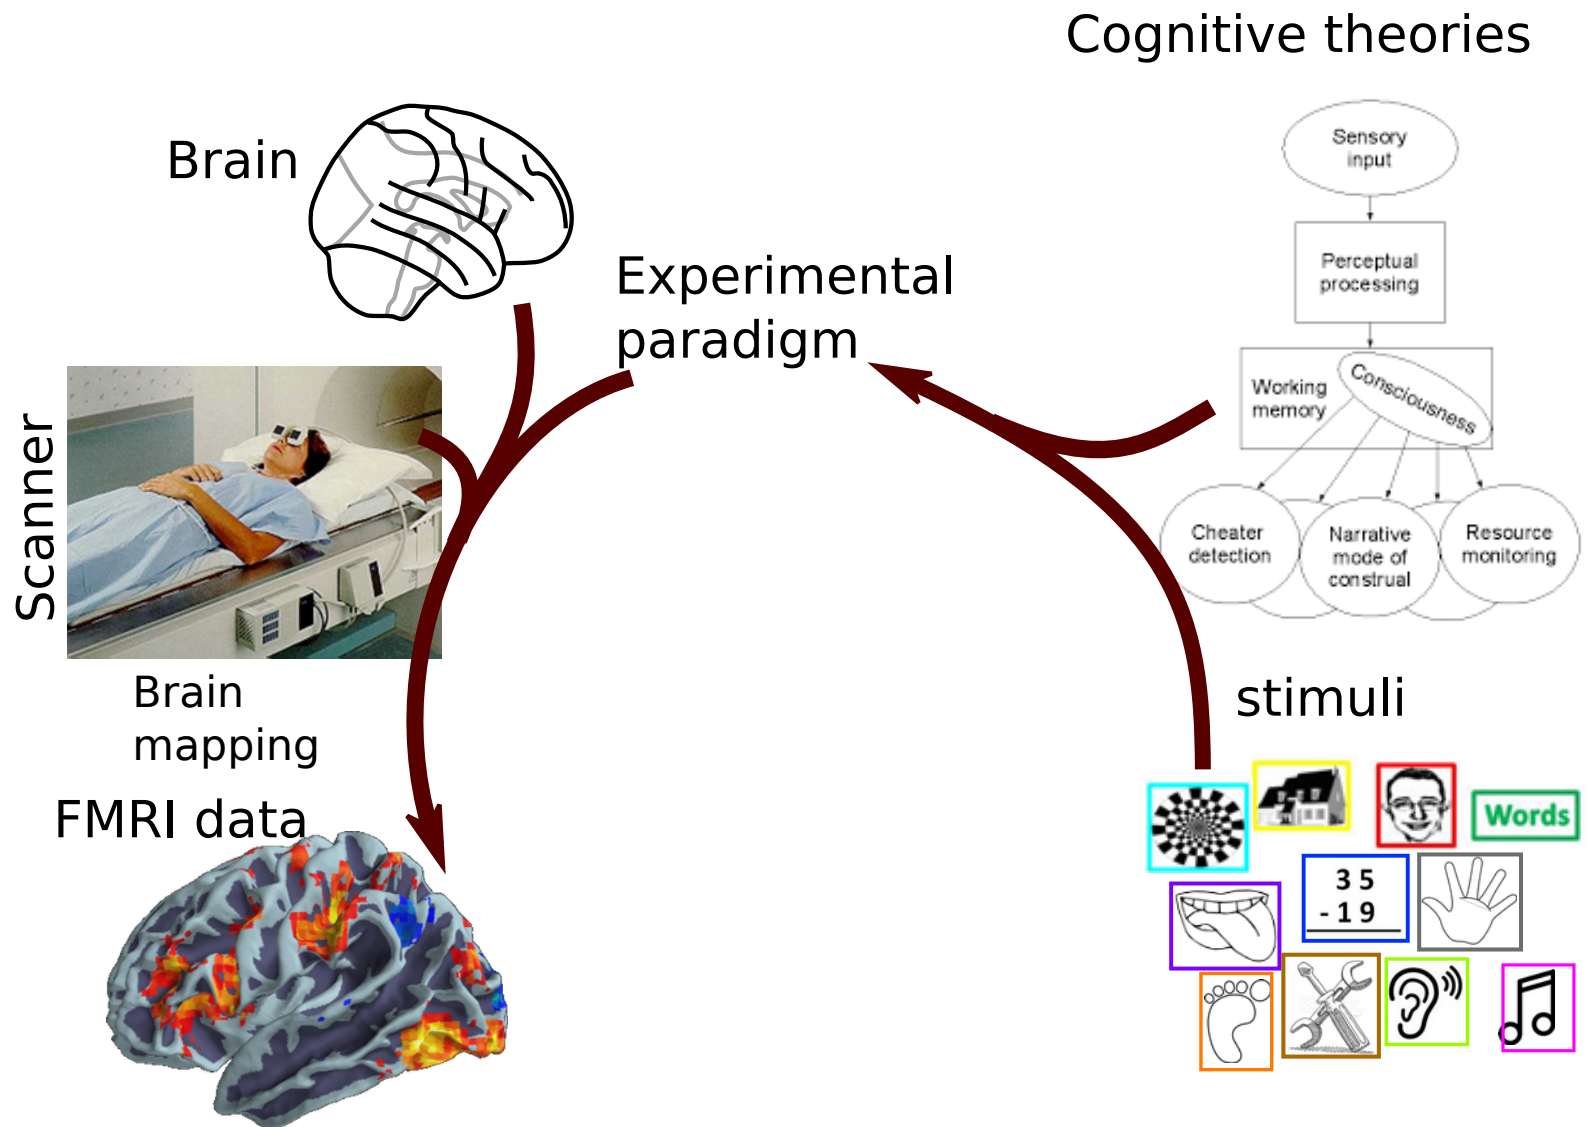 Cognitive theories
Sensory
input
Perceptual
processing
Working
memory
Consciousness
Cheater
detection
Narrative
mode of
construal
Resource
monitoring
Brain
Experimental
paradigm
Scanner
Brain
mapping
FMRI data
stimuli
Words
3 5
- 1 9